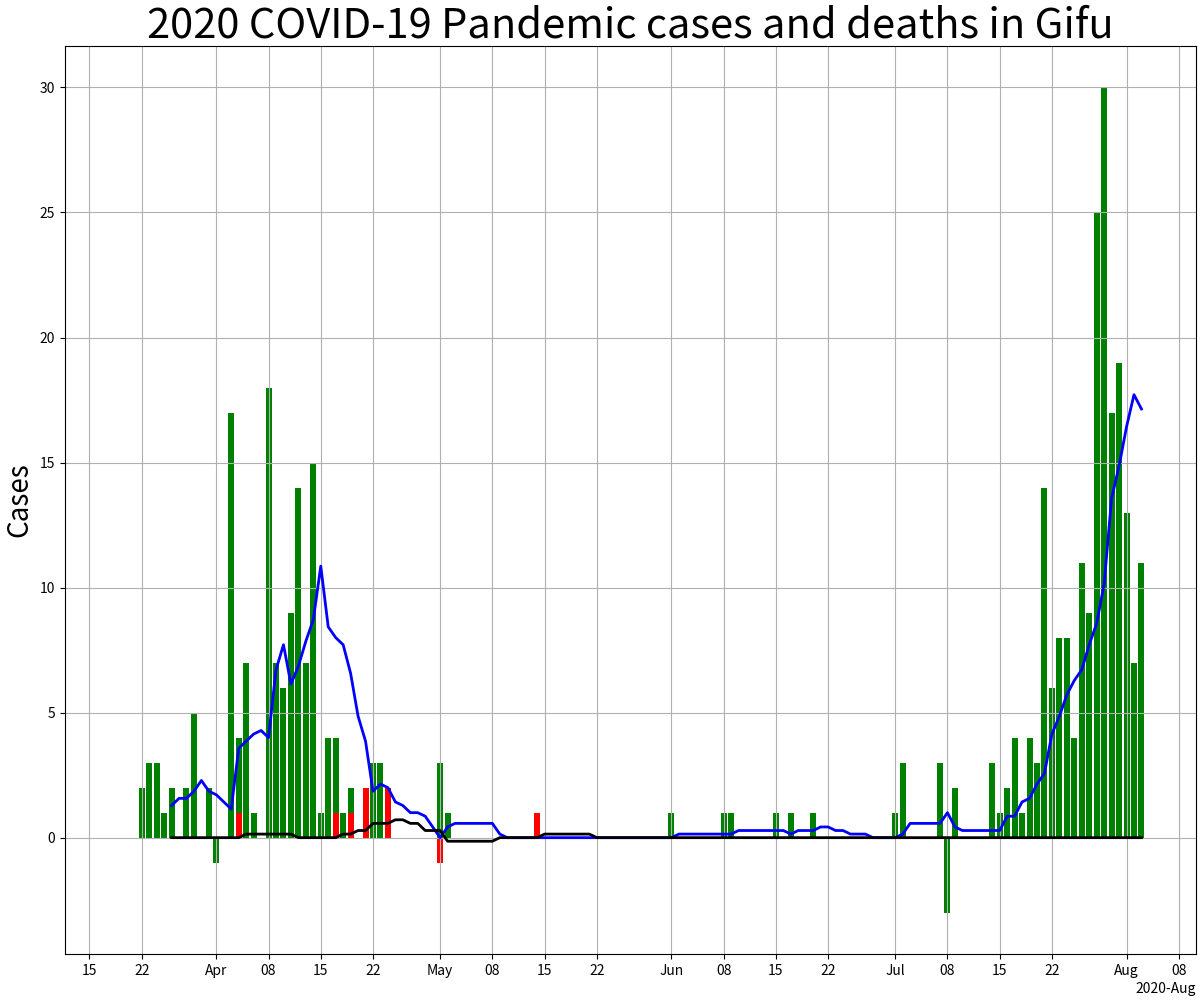 2020 COVID-19 Pandemic cases and deaths in Gifu
Cases
30
25
20
15
10
5
0
15 22 Apr 08 15 22 May 08 15 22 Jun 08 15 22 Jul 08 15 22 Aug 08
2020-Aug